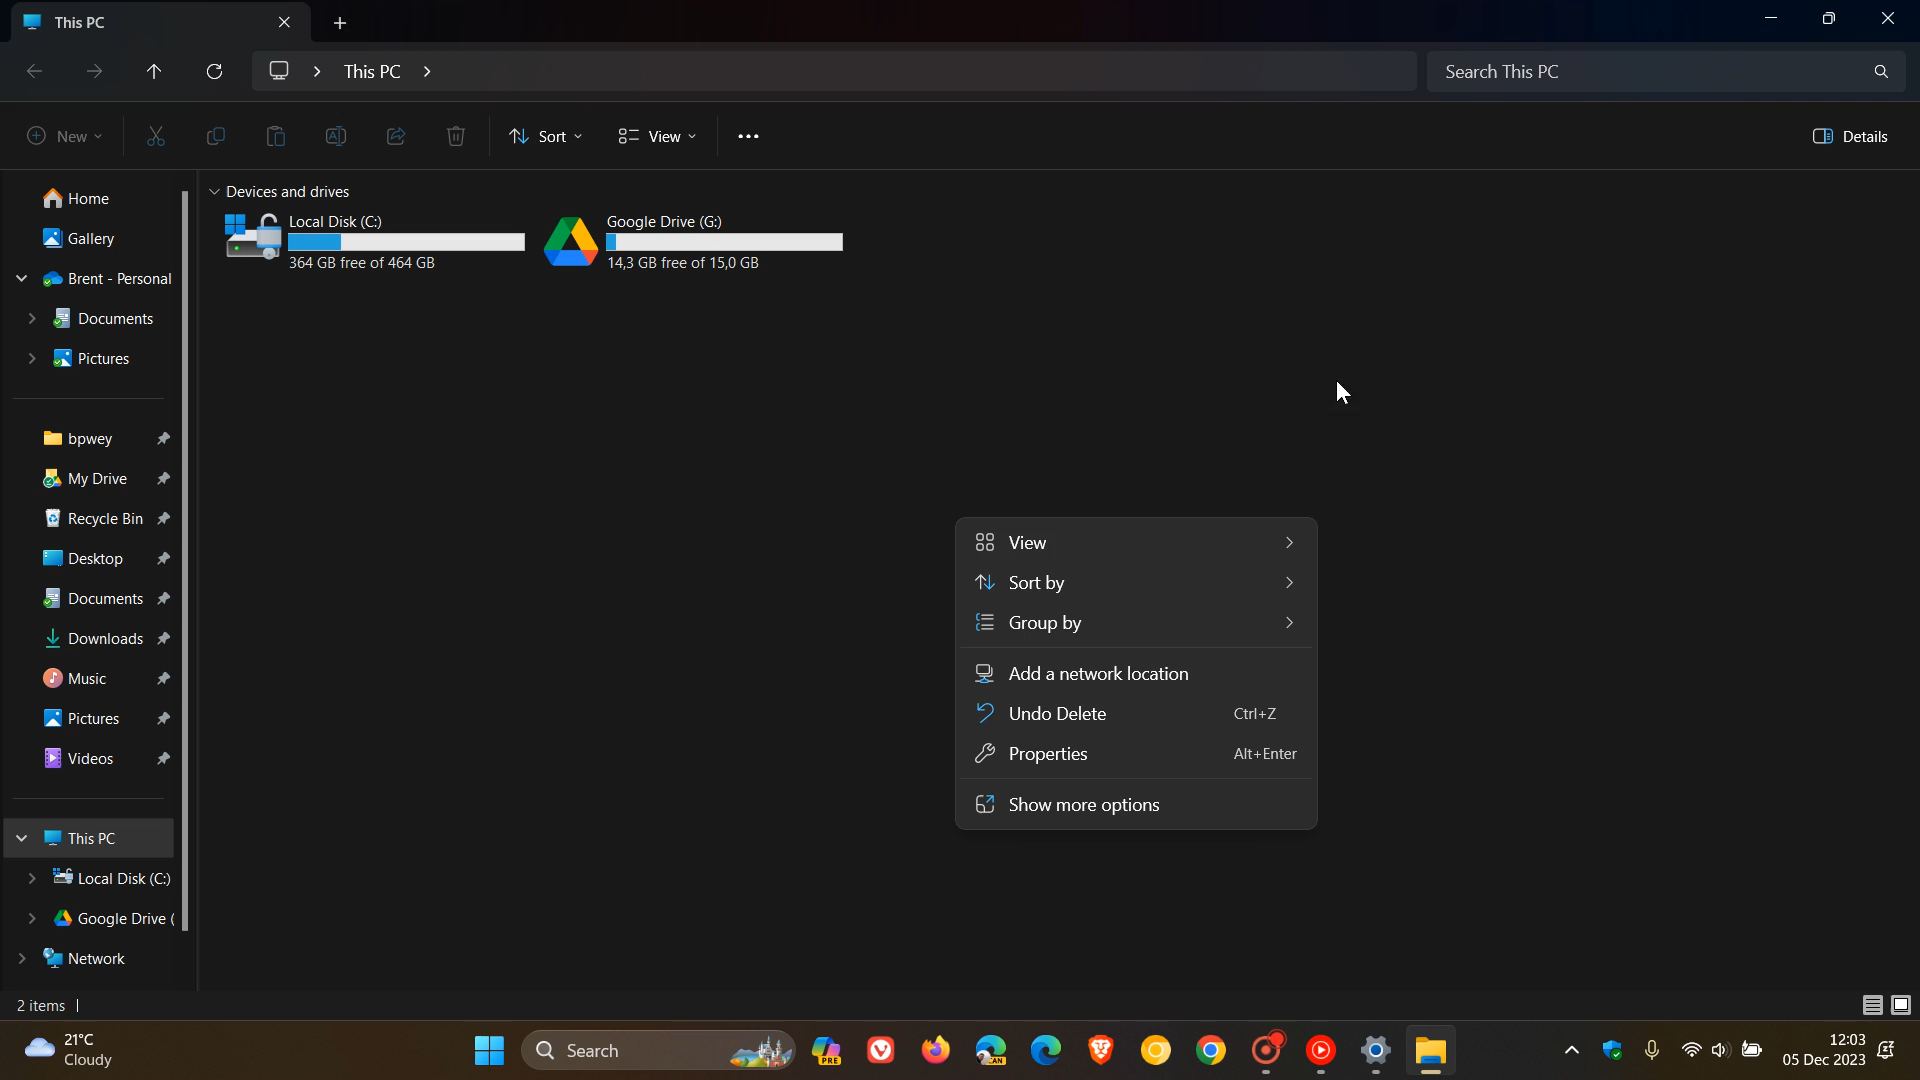 This PC
This PC
Search This PC
New
Sort
View
Details
Home
Gallery
Brent - Personal
Documents
Pictures
bpwey
My Drive
Recycle Bin
Desktop
Documents
Downloads
Music
Pictures
Videos
This PC
Local Disk (C:)
Google Drive (
Network
Devices and drives
Local Disk (C:)
364 GB free of 464 GB
Google Drive (G:)
14,3 GB free of 15,0 GB
View
Sort by
Group by
Add a network location
Undo Delete Ctrl+Z
Properties Alt+Enter
Show more options
2 items
21°C
Cloudy
Search
PRE
CAN
12:03
05 Dec 2023